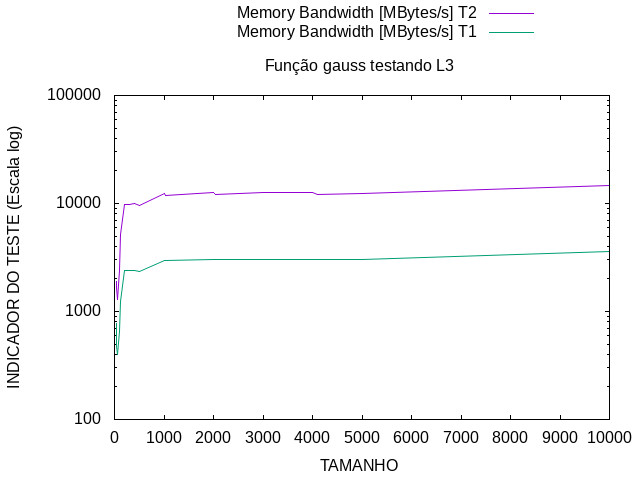 Memory Bandwidth [MBytes/s] T2
Memory Bandwidth [MBytes/s] T1
Função gauss testando L3
INDICADOR DO TESTE (Escala log)
100000
10000
1000
100
0 1000 2000 3000 4000 5000 6000 7000 8000 9000 10000
TAMANHO